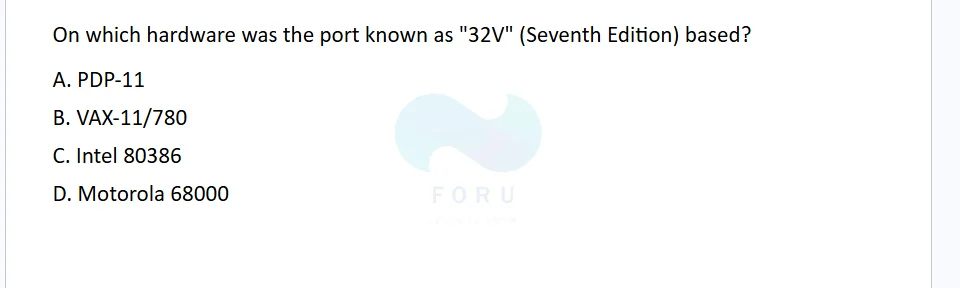 On which hardware was the port known as "32V" (Seventh Edition) based?
A. PDP-11
B. VAX-11/780
C. Intel 80386
D. Motorola 68000
FORU